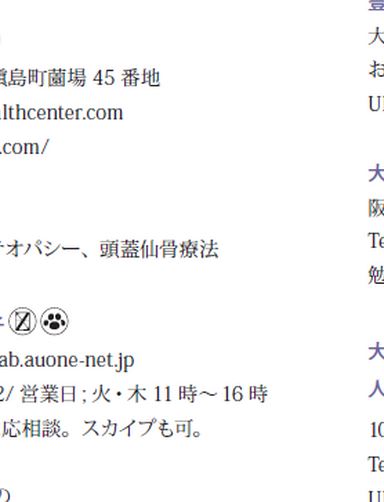 槇島町薗場 45 番地
lthcenter.com
.com/
オパシー、頭蓋仙骨療法
ab.auone-net.jp
2/ 営業日 ; 火・木 11 時〜 16 時
応相談。スカイプも可。
の
大
お
U
大
阪
Te
勉
大
人
10
Te